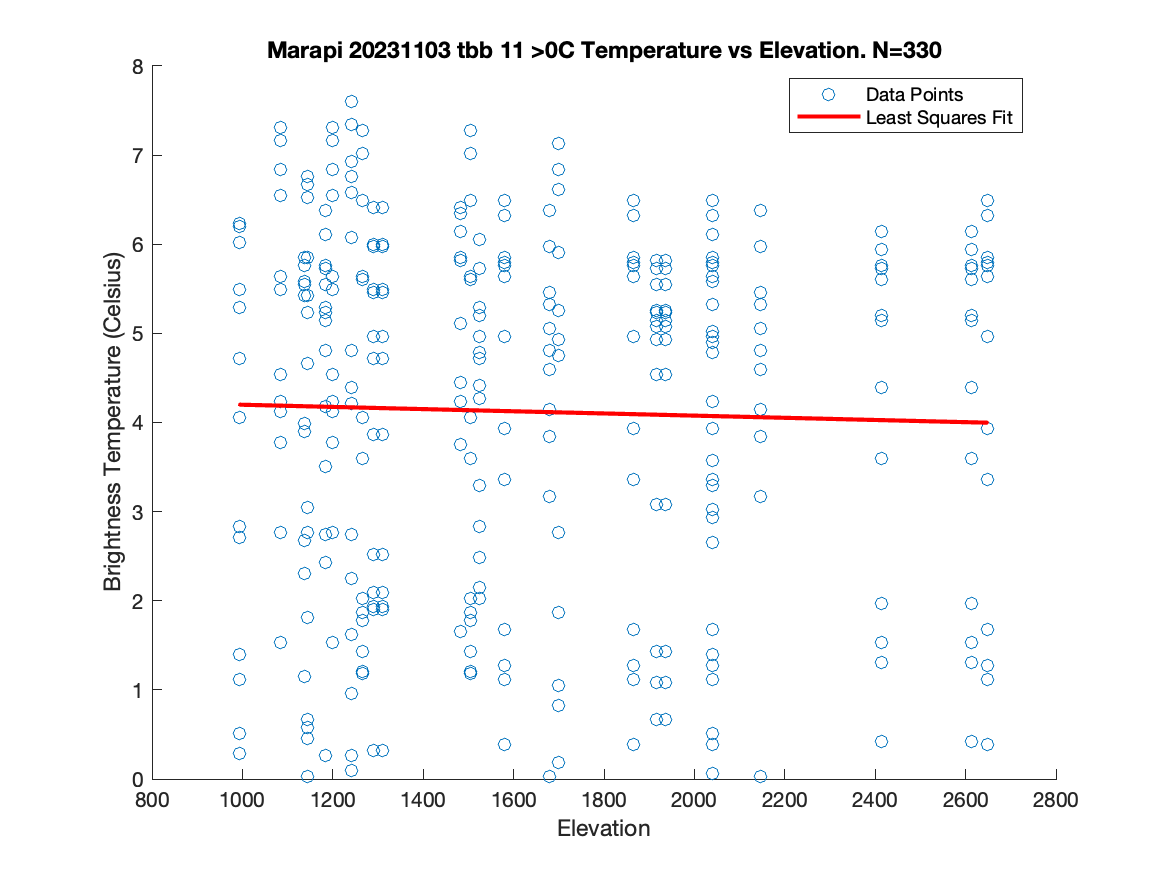 Marapi 20231103 tbb 11 >0C Temperature vs Elevation. N=330
Data Points
Least Squares Fit
Brightness Temperature (Celsius)
8
7
6
5
4
3
2
1
0
800 1000 1200 1400 1600 1800 2000 2200 2400 2600 2800
Elevation